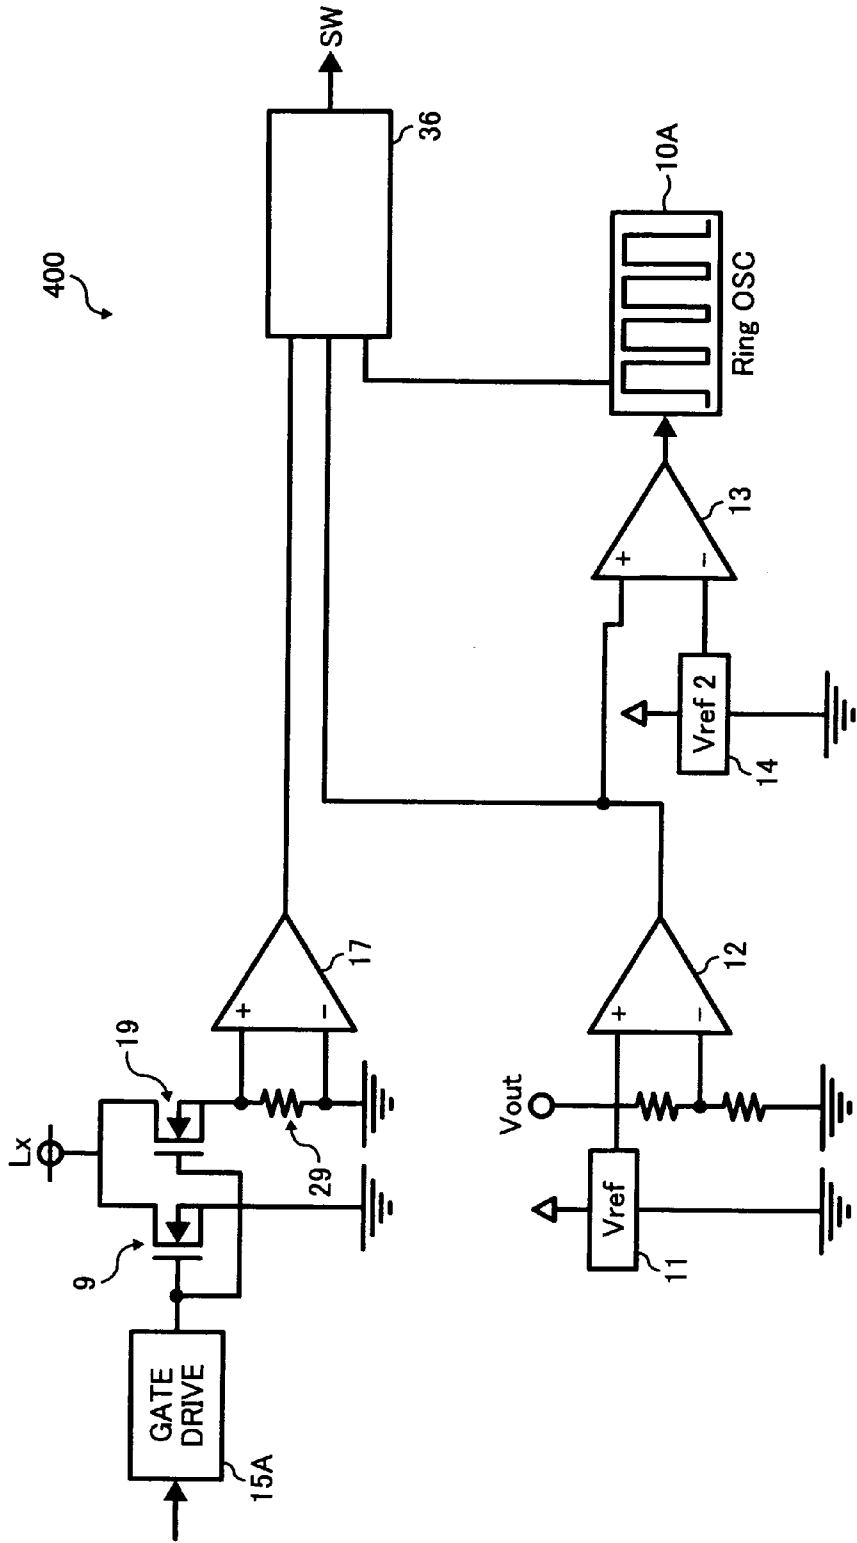 400
SW
36
10A
Ring OSC
13
+
−
Vref 2
14
17
+
−
19
Lx
29
9
GATE
DRIVE
15A
12
+
−
Vout
Vref
11